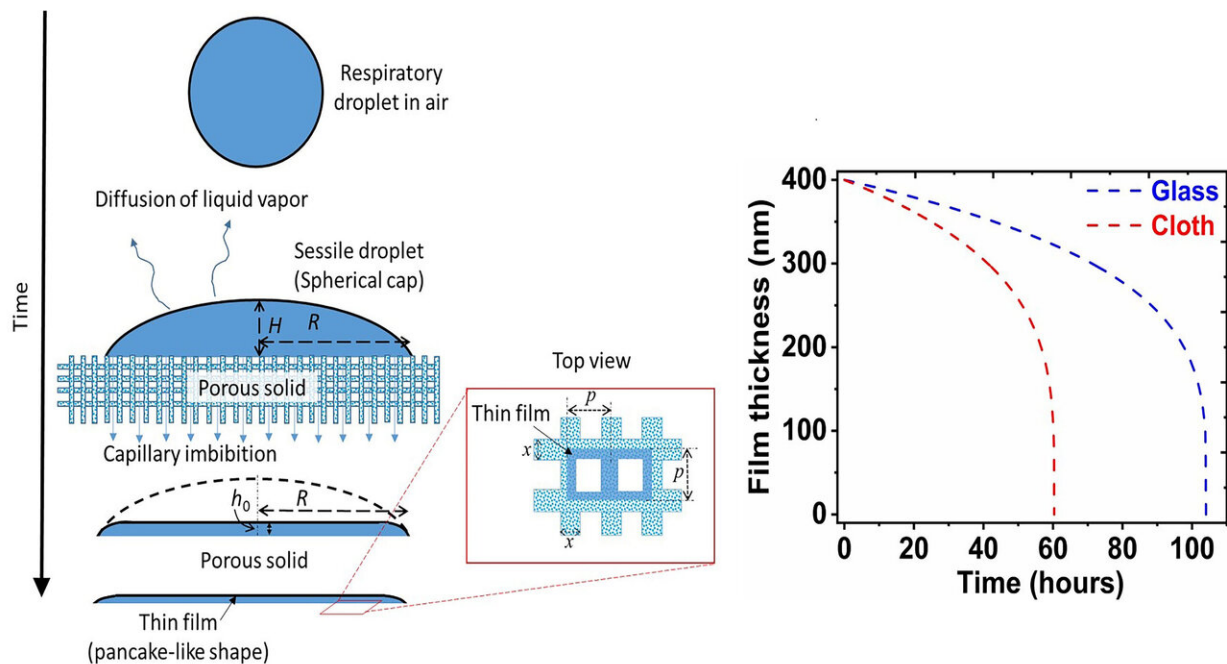 Time
Respiratory
droplet in air
Diffusion of liquid vapor
Sessile droplet
(Spherical cap)
H
R
Porous solid
Capillary imbibition
h0
R
Porous solid
Thin film
(pancake-like shape)
Top view
p
Thin film
x
p
x
Film thickness (nm)
400
300
200
100
0
Glass
Cloth
0 20 40 60 80 100
Time (hours)